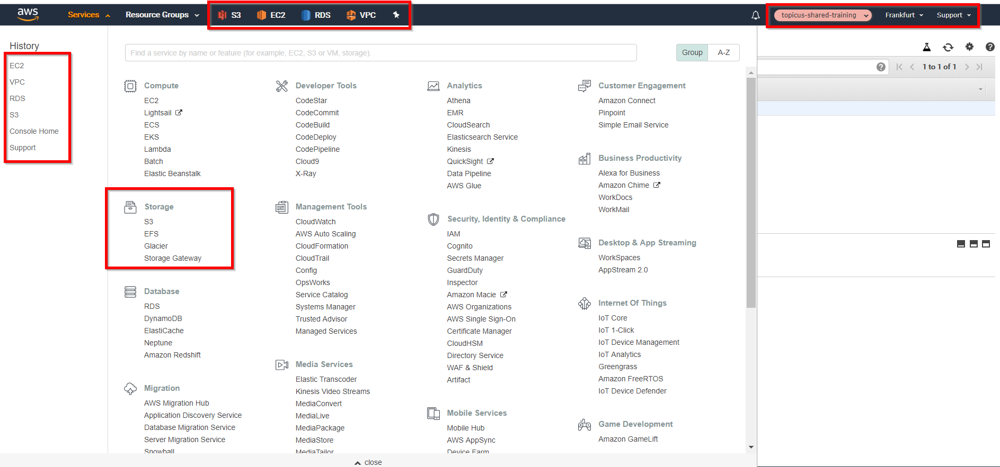 aws
Services
Resource Groups
S3
EC2
RDS
VPC
topicus-shared-training
Frankfurt
Support
History
EC2
VPC
RDS
S3
Console Home
Support
Find a service by name or feature (for example, EC2, S3 or VM, storage).
Group
A-Z
1 to 1 of 1
Compute
EC2
Lightsail
ECS
EKS
Lambda
Batch
Elastic Beanstalk
Storage
S3
EFS
Glacier
Storage Gateway
Database
RDS
DynamoDB
ElastiCache
Neptune
Amazon Redshift
Migration
AWS Migration Hub
Application Discovery Service
Database Migration Service
Server Migration Service
Snowball
Developer Tools
CodeStar
CodeCommit
CodeBuild
CodeDeploy
CodePipeline
Cloud9
X-Ray
Management Tools
CloudWatch
AWS Auto Scaling
CloudFormation
CloudTrail
Config
OpsWorks
Service Catalog
Systems Manager
Trusted Advisor
Managed Services
Media Services
Elastic Transcoder
Kinesis Video Streams
MediaConvert
MediaLive
MediaPackage
MediaStore
MediaTailor
Analytics
Athena
EMR
CloudSearch
Elasticsearch Service
Kinesis
QuickSight
Data Pipeline
AWS Glue
Security, Identity & Compliance
IAM
Cognito
Secrets Manager
GuardDuty
Inspector
Amazon Macie
AWS Organizations
AWS Single Sign-On
Certificate Manager
CloudHSM
Directory Service
WAF & Shield
Artifact
Mobile Services
Mobile Hub
AWS AppSync
Device Farm
Customer Engagement
Amazon Connect
Pinpoint
Simple Email Service
Business Productivity
Alexa for Business
Amazon Chime
WorkDocs
WorkMail
Desktop & App Streaming
WorkSpaces
AppStream 2.0
Internet Of Things
IoT Core
IoT 1-Click
IoT Device Management
IoT Analytics
Greengrass
Amazon FreeRTOS
IoT Device Defender
Game Development
Amazon GameLift
close